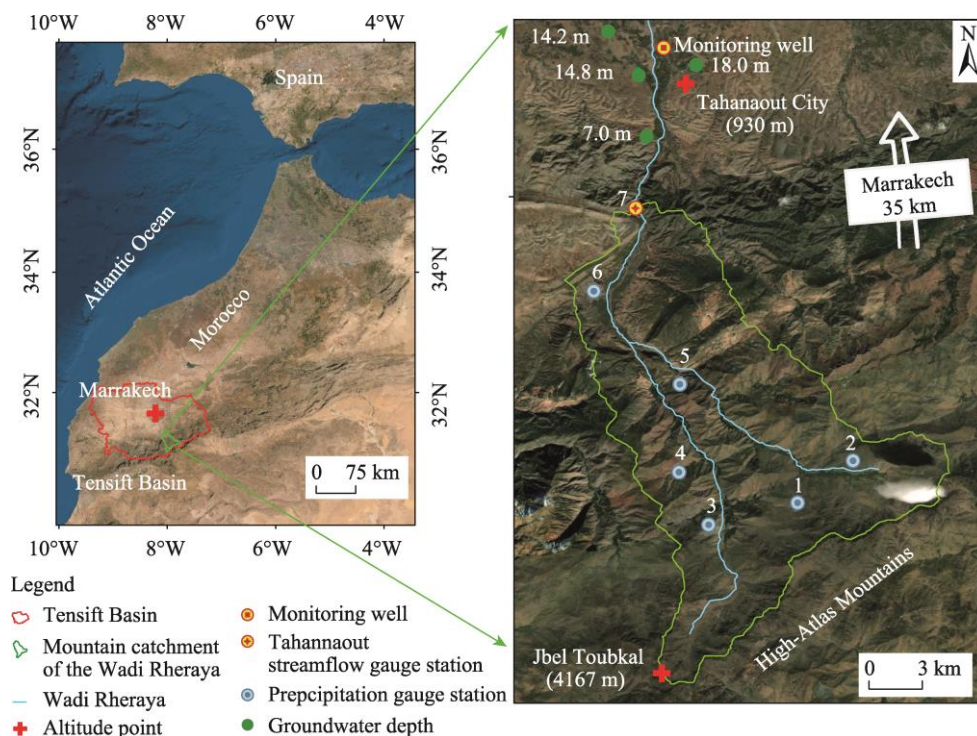 10°W
8°W
6°W
4°W
Spain
36°N
36°N
Atlantic Ocean
34°N
34°N
Morocco
32°N
32°N
Marrakech
Tensift Basin
0 75 km
10°W
8°W
6°W
4°W
14.2 m
Monitoring well
14.8 m
18.0 m
Tahanaout City
(930 m)
7.0 m
N
Marrakech
35 km
7
6
5
4
2
1
3
High-Atlas Mountains
Jbel Toubkal
(4167 m)
0 3 km
Legend
Tensift Basin
Mountain catchment
of the Wadi Rheraya
Wadi Rheraya
Altitude point
Monitoring well
Tahannaout
streamflow gauge station
Prepcipitation gauge station
Groundwater depth